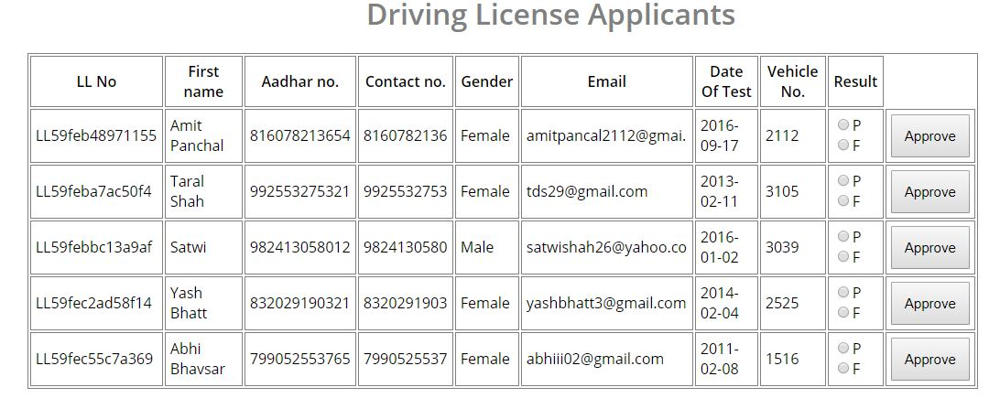 Driving License Applicants
LL No First name Aadhar no. Contact no. Gender Email Date Of Test Vehicle No. Result
LL59feb48971155 Amit Panchal 816078213654 8160782136 Female amitpancal2112@gmai. 2016-09-17 2112 P F Approve
LL59feba7ac50f4 Taral Shah 992553275321 9925532753 Female tds29@gmail.com 2013-02-11 3105 P F Approve
LL59febbc13a9af Satwi 982413058012 9824130580 Male satwishah26@yahoo.co 2016-01-02 3039 P F Approve
LL59fec2ad58f14 Yash Bhatt 832029190321 8320291903 Female yashbhatt3@gmail.com 2014-02-04 2525 P F Approve
LL59fec55c7a369 Abhi Bhavsar 799052553765 7990525537 Female abhiii02@gmail.com 2011-02-08 1516 P F Approve